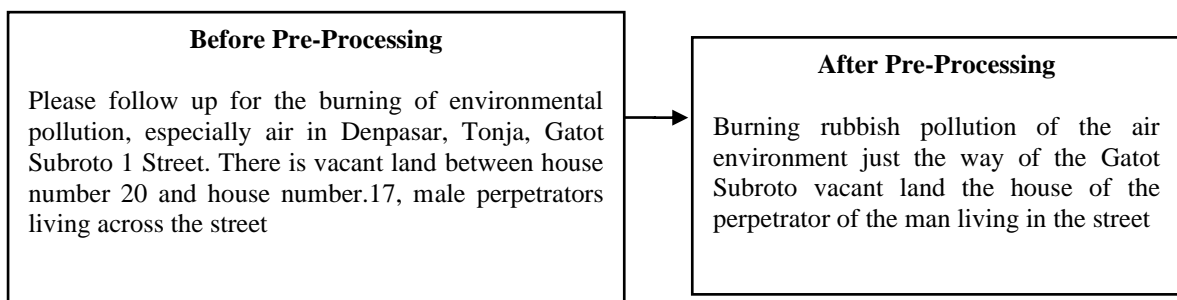 Before Pre-Processing
Please follow up for the burning of environmental
pollution, especially air in Denpasar, Tonja, Gatot
Subroto 1 Street. There is vacant land between house
number 20 and house number.17, male perpetrators
living across the street
After Pre-Processing
Burning rubbish pollution of the air
environment just the way of the Gatot
Subroto vacant land the house of the
perpetrator of the man living in the street